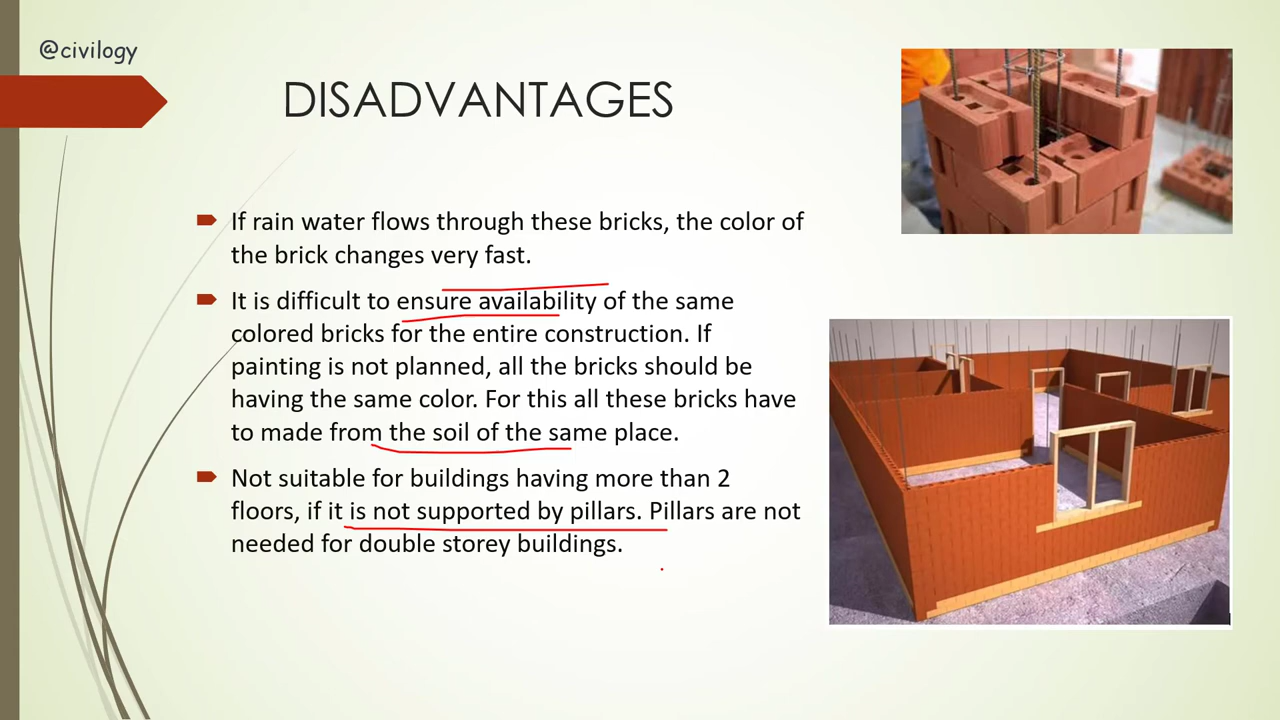 @civilogy
DISADVANTAGES
If rain water flows through these bricks, the color of
the brick changes very fast.
It is difficult to ensure availability of the same
colored bricks for the entire construction. If
painting is not planned, all the bricks should be
having the same color. For this all these bricks have
to made from the soil of the same place.
Not suitable for buildings having more than 2
floors, if it is not supported by pillars. Pillars are not
needed for double storey buildings.